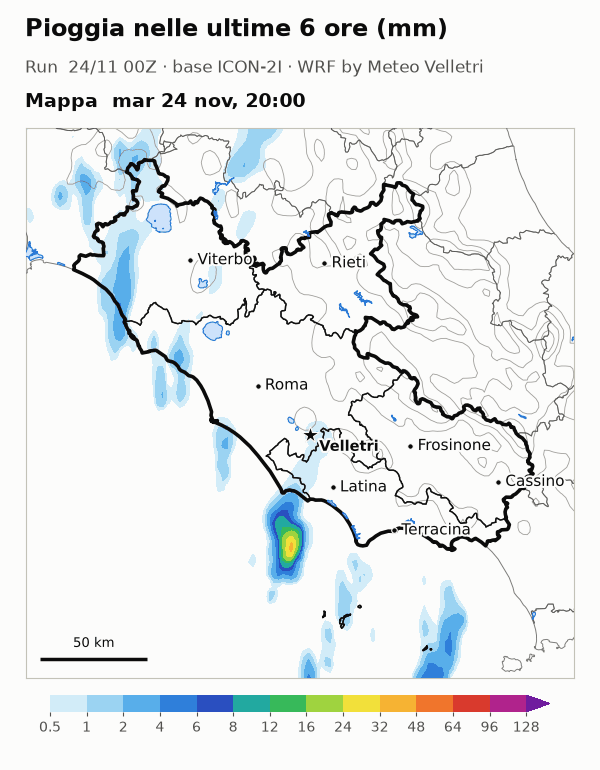 Pioggia nelle ultime 6 ore (mm)
Run  24/11 00Z · base ICON-2I · WRF by Meteo Velletri
Mappa  mar 24 nov, 20:00
Viterbo
Rieti
Roma
Velletri
Frosinone
Cassino
Latina
Terracina
50 km
0.5 1 2 4 6 8 12 16 24 32 48 64 96 128